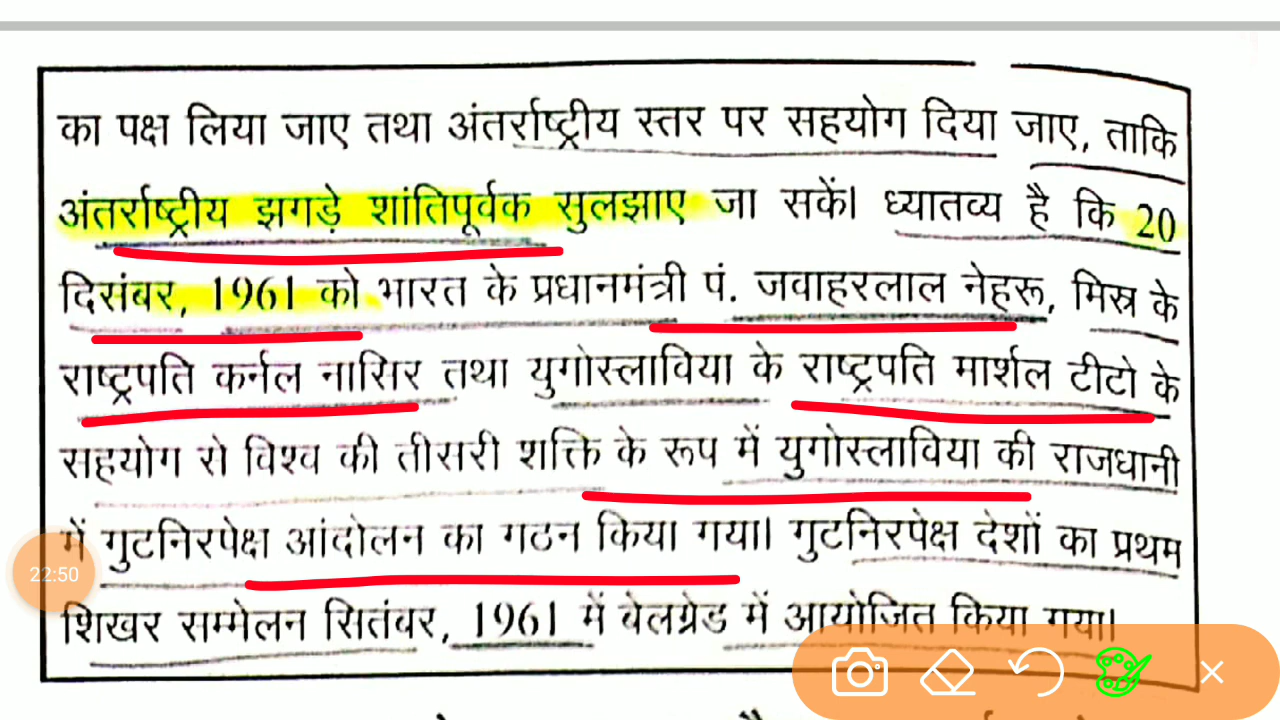 का पक्ष लिया जाए तथा अंतर्राष्ट्रीय स्तर पर सहयोग दिया जाए, ताकि
अंतर्राष्ट्रीय झगड़े शांतिपूर्वक सुलझाए जा सकें। ध्यातव्य है कि 20
दिसंबर, 1961 को भारत के प्रधानमंत्री पं. जवाहरलाल नेहरू, मिस्र के
राष्ट्रपति कर्नल नासिर तथा युगोस्लाविया के राष्ट्रपति मार्शल टीटो के
सहयोग से विश्व की तीसरी शक्ति के रूप में युगोस्लाविया की राजधानी
में गुटनिरपेक्ष आंदोलन का गठन किया गया। गुटनिरपेक्ष देशों का प्रथम
शिखर सम्मेलन सितंबर, 1961 में बेलग्रेड में आयोजित किया गया।
22:50